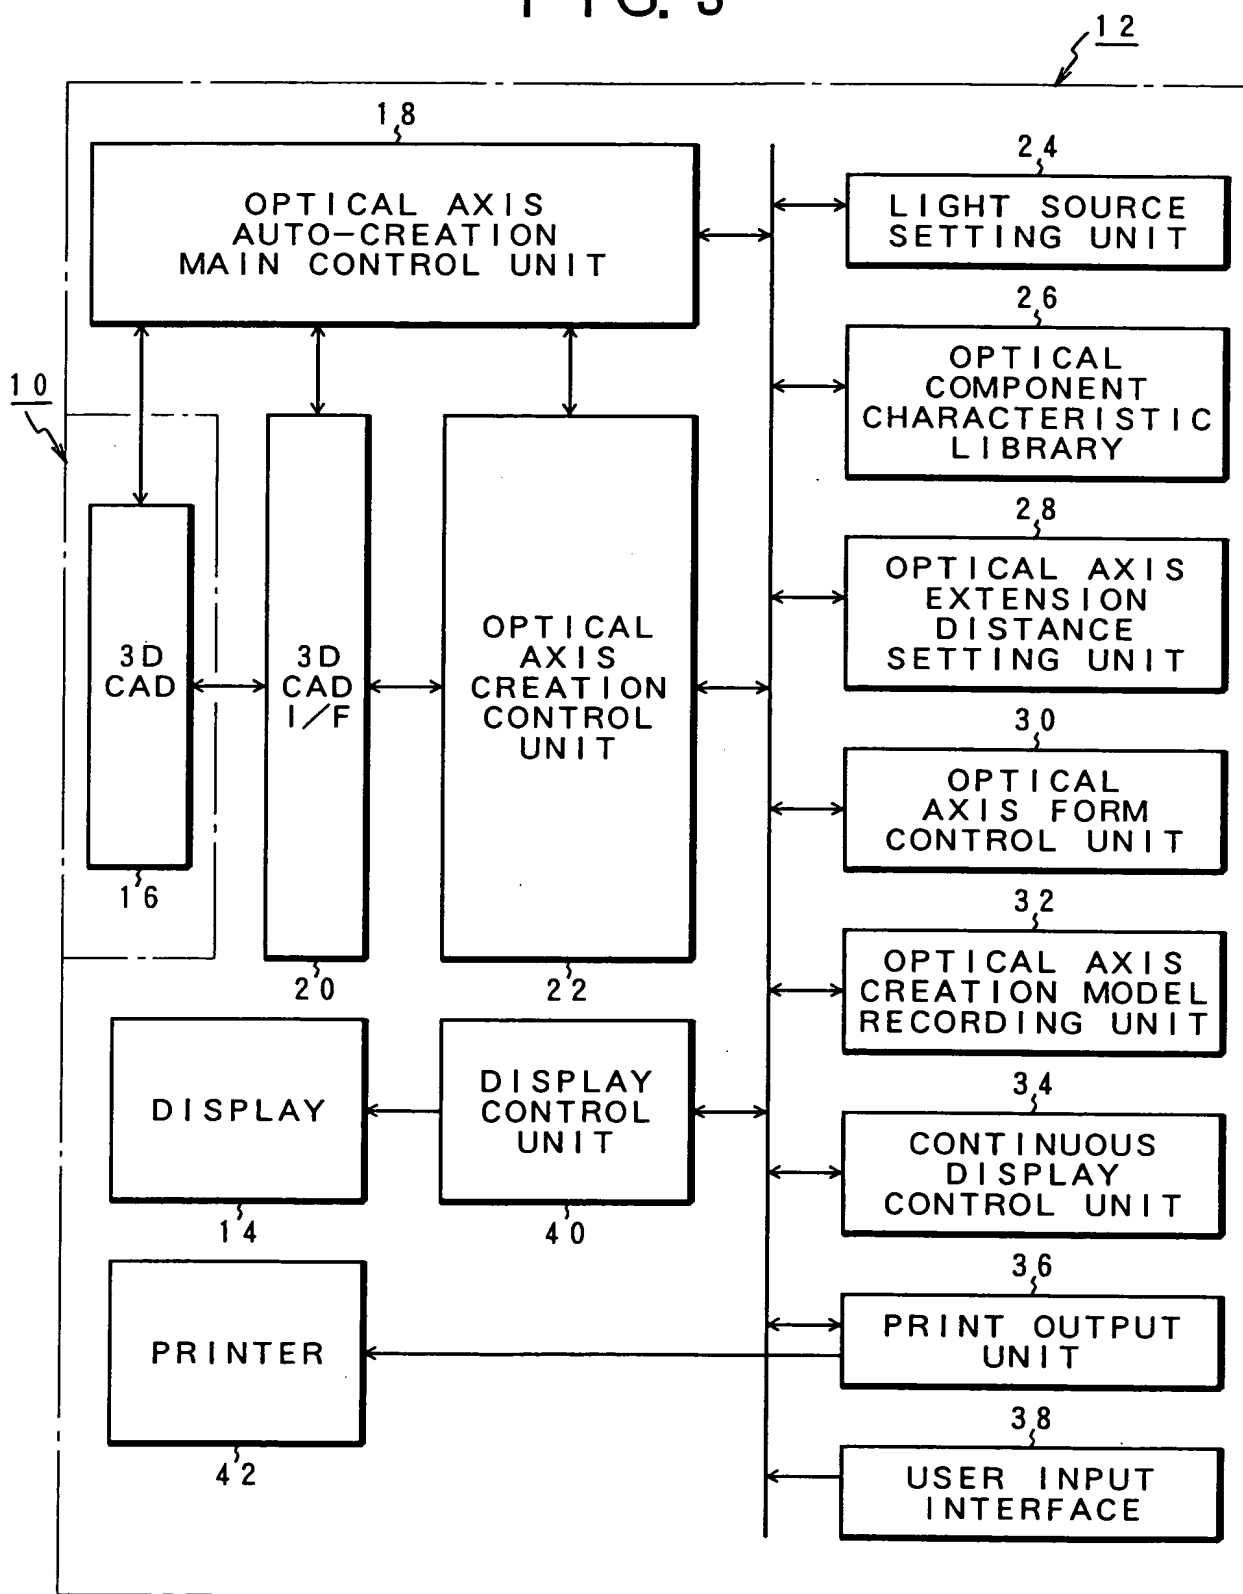 FIG. 3
12
18
OPTICAL AXIS
AUTO-CREATION
MAIN CONTROL UNIT
24
LIGHT SOURCE
SETTING UNIT
26
OPTICAL
COMPONENT
CHARACTERISTIC
LIBRARY
10
28
OPTICAL AXIS
EXTENSION
DISTANCE
SETTING UNIT
3D
CAD
16
3D
CAD
I/F
20
OPTICAL
AXIS
CREATION
CONTROL
UNIT
22
30
OPTICAL
AXIS FORM
CONTROL UNIT
32
OPTICAL AXIS
CREATION MODEL
RECORDING UNIT
DISPLAY
14
DISPLAY
CONTROL
UNIT
40
34
CONTINUOUS
DISPLAY
CONTROL UNIT
36
PRINT OUTPUT
UNIT
PRINTER
42
38
USER INPUT
INTERFACE